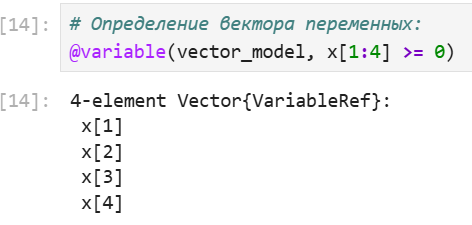 [14]: # Определение вектора переменных:
@variable(vector_model, x[1:4] >= 0)
[14]: 4-element Vector{VariableRef}:
x[1]
x[2]
x[3]
x[4]